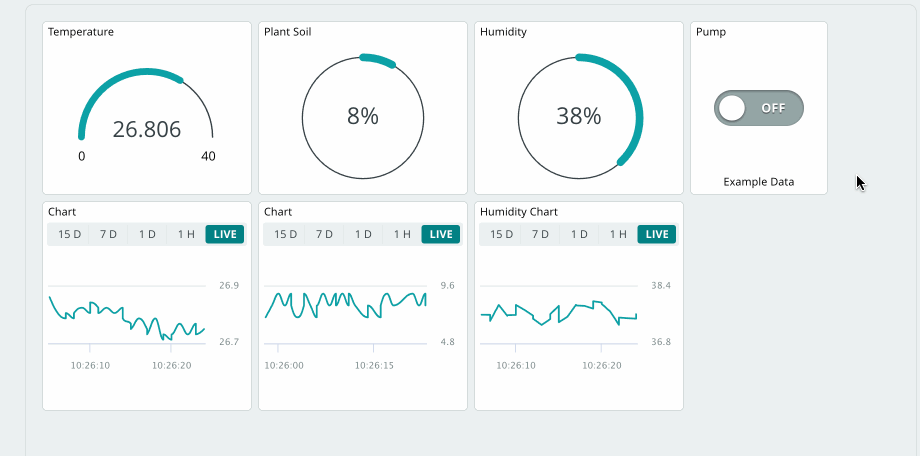 Temperature
26.806
0
40
Plant Soil
8%
Humidity
38%
Pump
OFF
Example Data
Chart
15 D 7 D 1 D 1 H LIVE
26.9
26.7
10:26:10 10:26:20
Chart
15 D 7 D 1 D 1 H LIVE
9.6
4.8
10:26:00 10:26:15
Humidity Chart
15 D 7 D 1 D 1 H LIVE
38.4
36.8
10:26:10 10:26:20